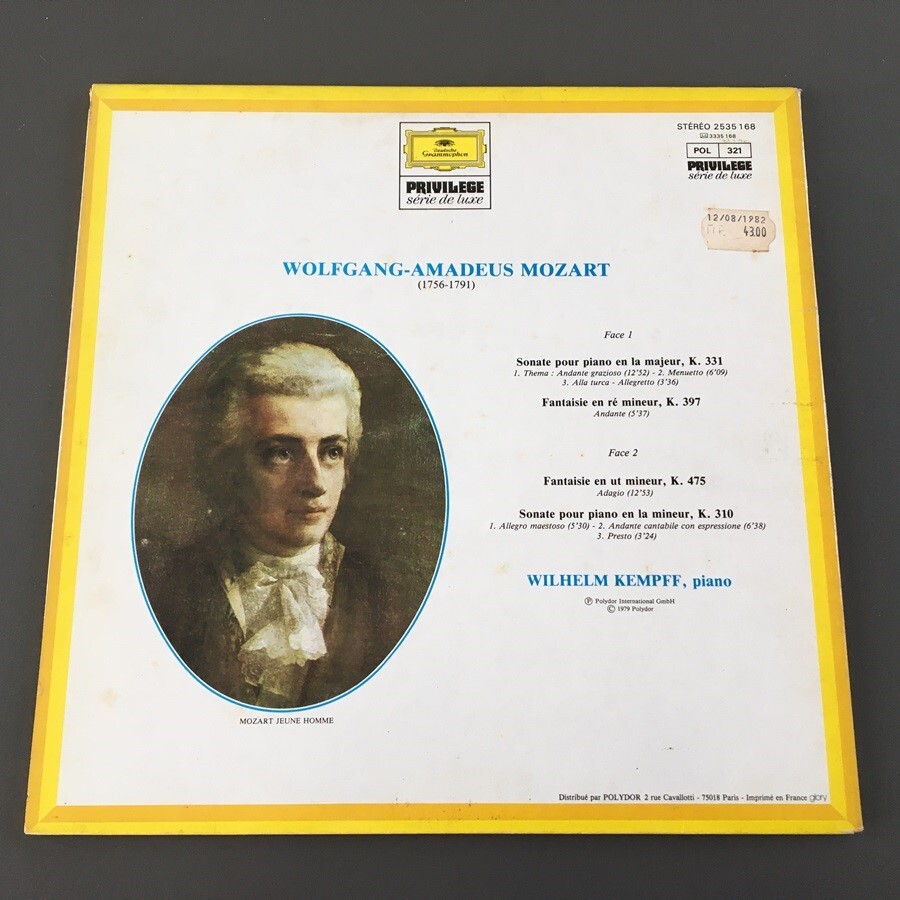 Deutsche
Grammophon
PRIVILEGE
série de luxe
STÉRÉO 2535 168
3335 168
POL 321
PRIVILEGE
série de luxe
12/08/1982
43.00
WOLFGANG-AMADEUS MOZART
(1756-1791)
Face 1
Sonate pour piano en la majeur, K. 331
1. Thema : Andante grazioso (12'52) - 2. Menuetto (6'09)
3. Alla turca - Allegretto (3'36)
Fantaisie en ré mineur, K. 397
Andante (5'37)
Face 2
Fantaisie en ut mineur, K. 475
Adagio (12'53)
Sonate pour piano en la mineur, K. 310
1. Allegro maestoso (5'30) - 2. Andante cantabile con espressione (6'38)
3. Presto (3'24)
WILHELM KEMPFF, piano
Ⓟ Polydor International GmbH
© 1979 Polydor
MOZART JEUNE HOMME
Distribué par POLYDOR 2 rue Cavallotti - 75018 Paris - Imprimé en France glory